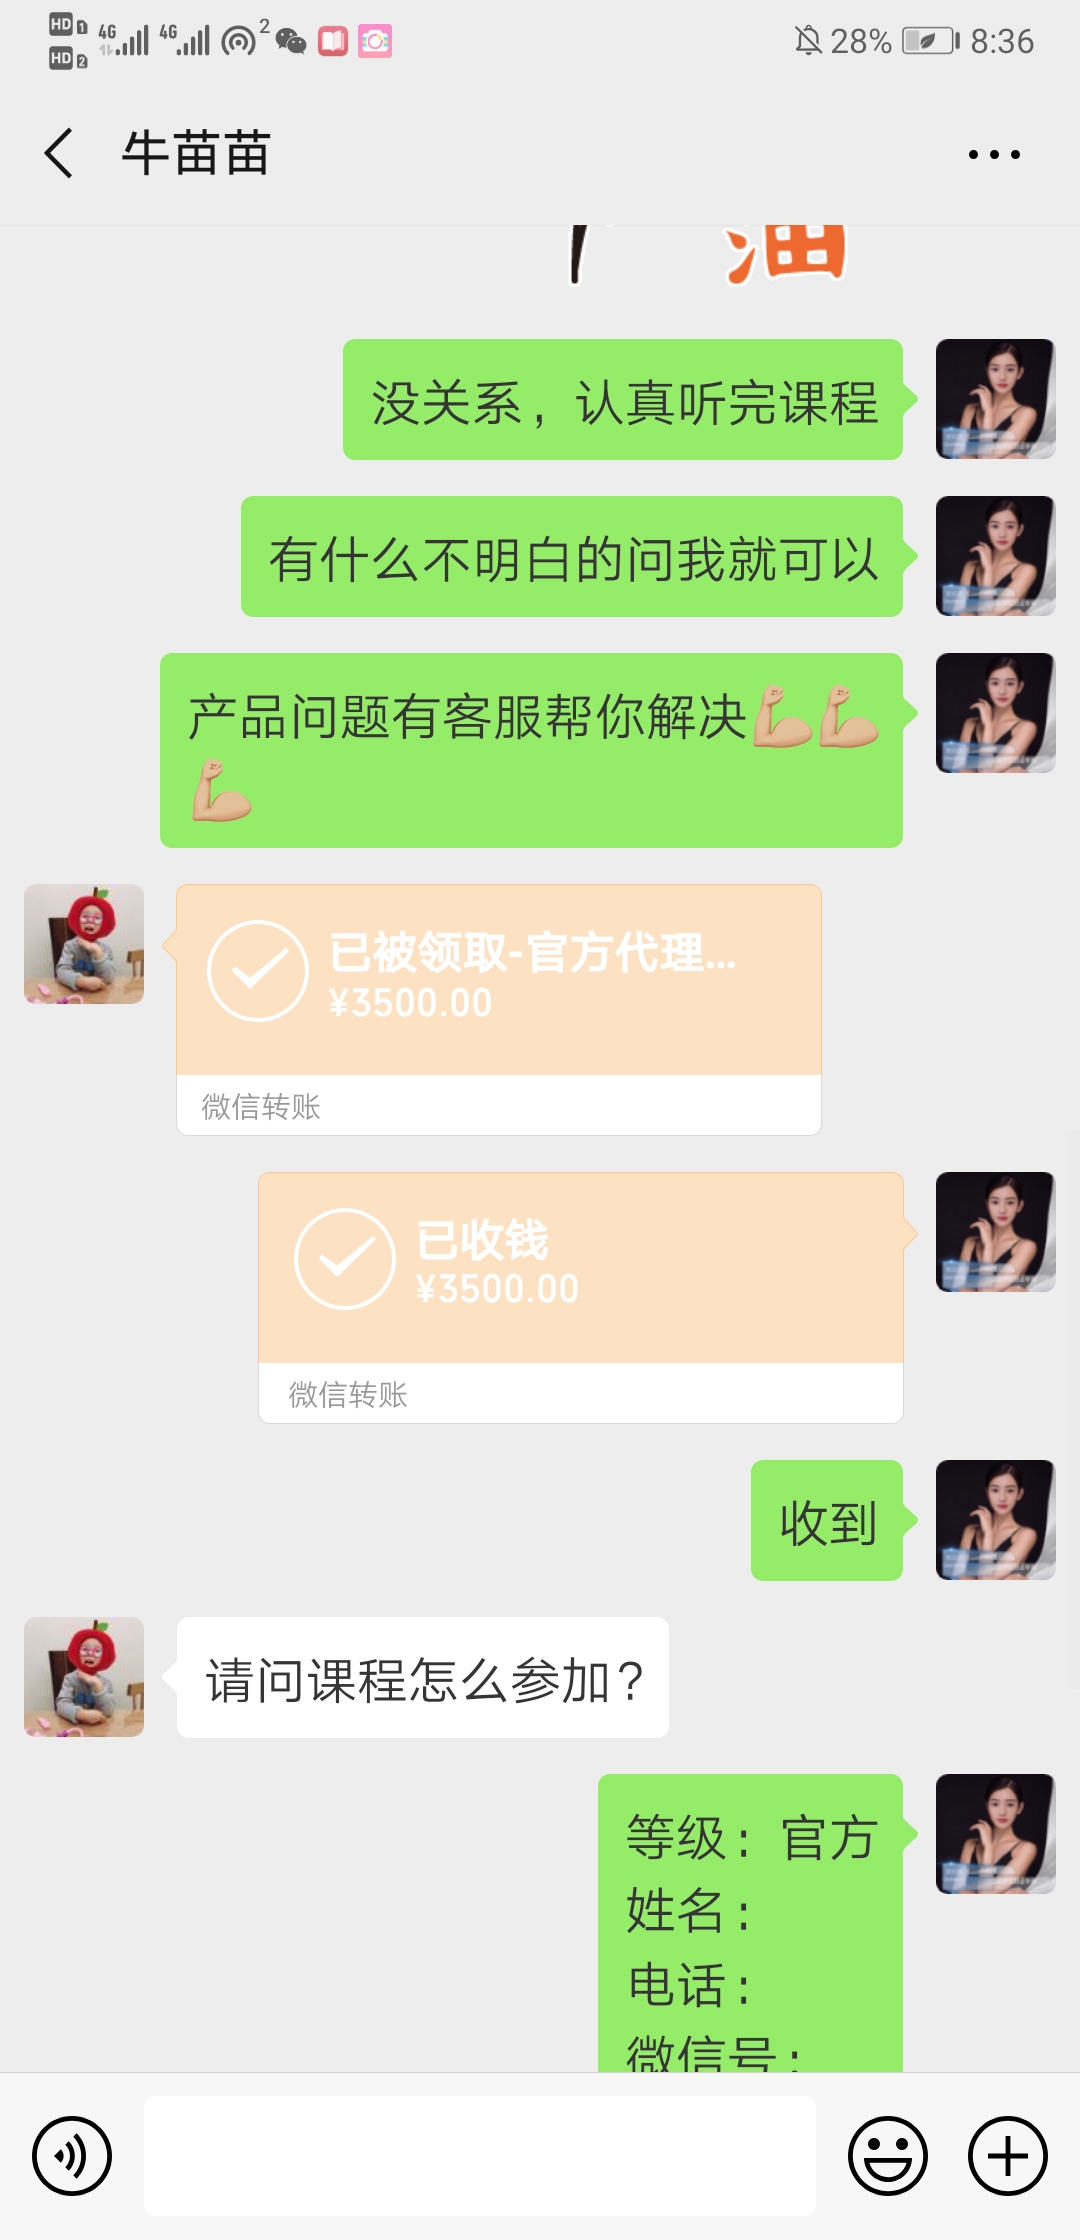 HD 1 4G 4G 2 28% 8:36
HD 2
牛苗苗
油
没关系，认真听完课程
有什么不明白的问我就可以
产品问题有客服帮你解决💪🏼💪🏼
💪🏼
已被领取-官方代理...
¥3500.00
微信转账
已收钱
¥3500.00
微信转账
收到
请问课程怎么参加？
等级：官方
姓名：
电话：
微信号：